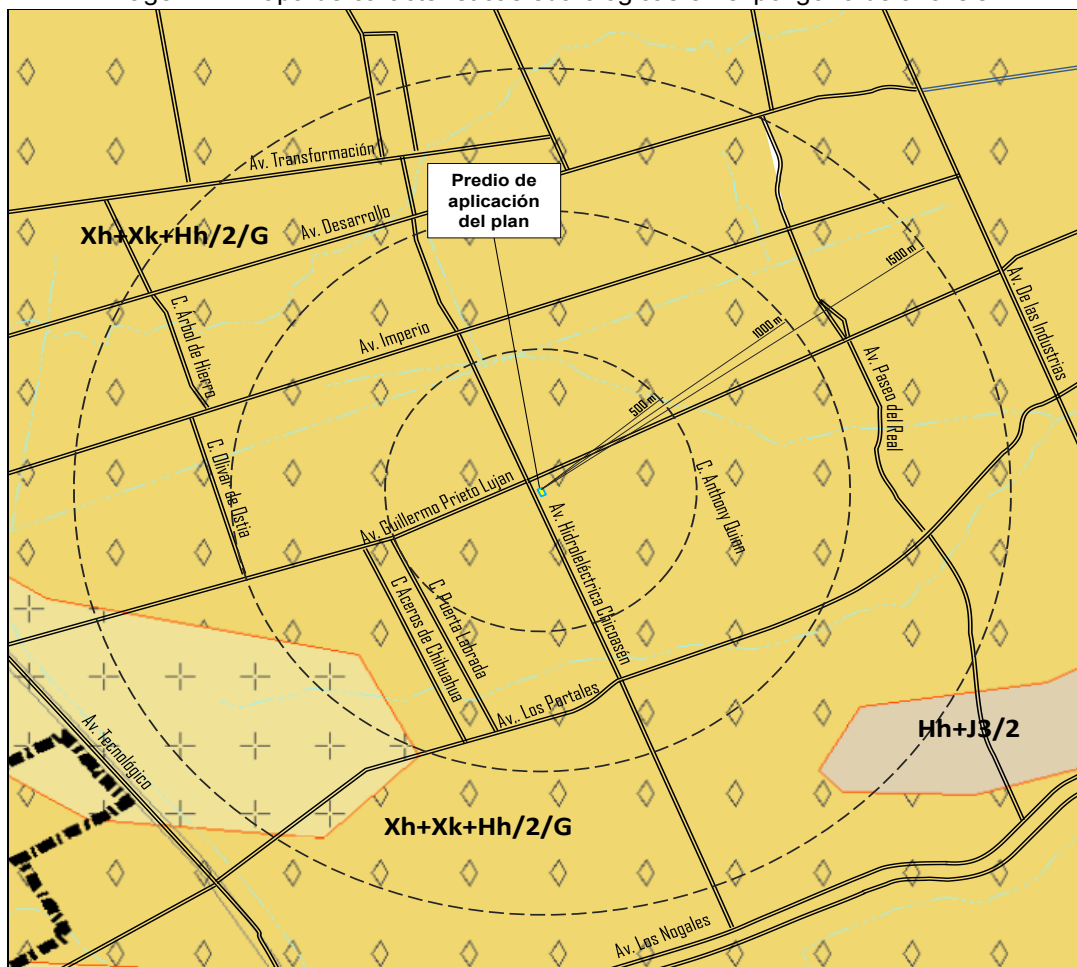 Av. Transformación
Predio de
aplicación
del plan
Xh+Xk+Hh/2/G
Av. Desarrollo
1500 m
Av. De las Industrias
C. Árbol de Hierro
Av. Imperio
1000 m
500 m
Av. Paseo del Real
C. Olivar de Ostia
Av. Guillermo Prieto Lujan
C. Anthony Quion
Av. Hidroleléctrica Chicoasén
C. Puerta Labrada
C Aceros de Chihuahua
Av.. Los Portales
Av. Tecnológico
Hh+J3/2
Xh+Xk+Hh/2/G
Av. Los Nogales